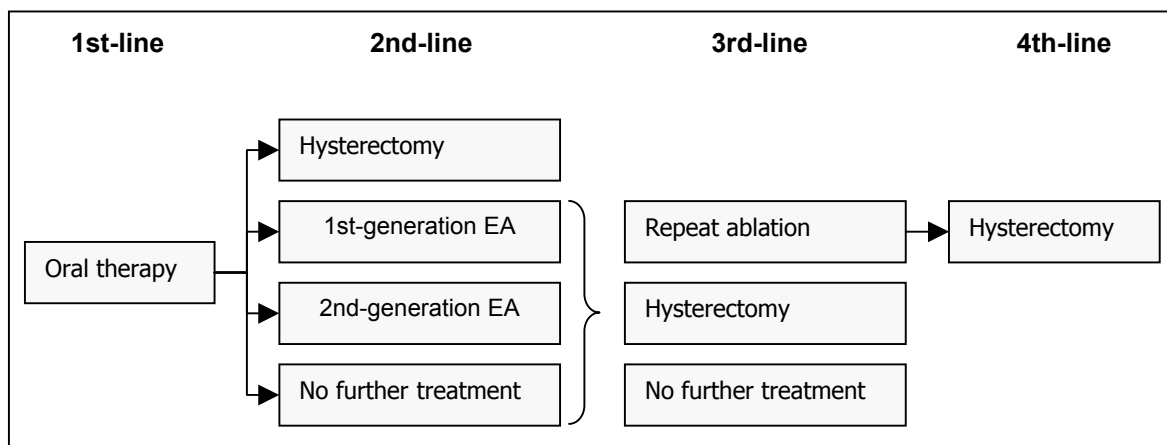 1st-line
2nd-line
3rd-line
4th-line
Hysterectomy
1st-generation EA
Repeat ablation
Hysterectomy
Oral therapy
2nd-generation EA
Hysterectomy
No further treatment
No further treatment